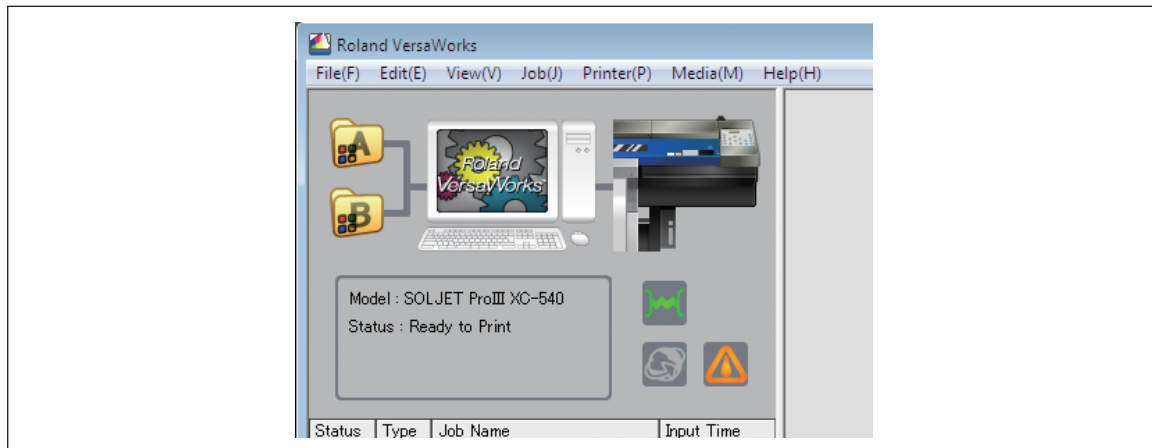 Roland VersaWorks
File(F) Edit(E) View(V) Job(J) Printer(P) Media(M) Help(H)
A
Roland
VersaWorks
B
Model : SOLJET ProⅢ XC-540
Status : Ready to Print
Status Type Job Name Input Time